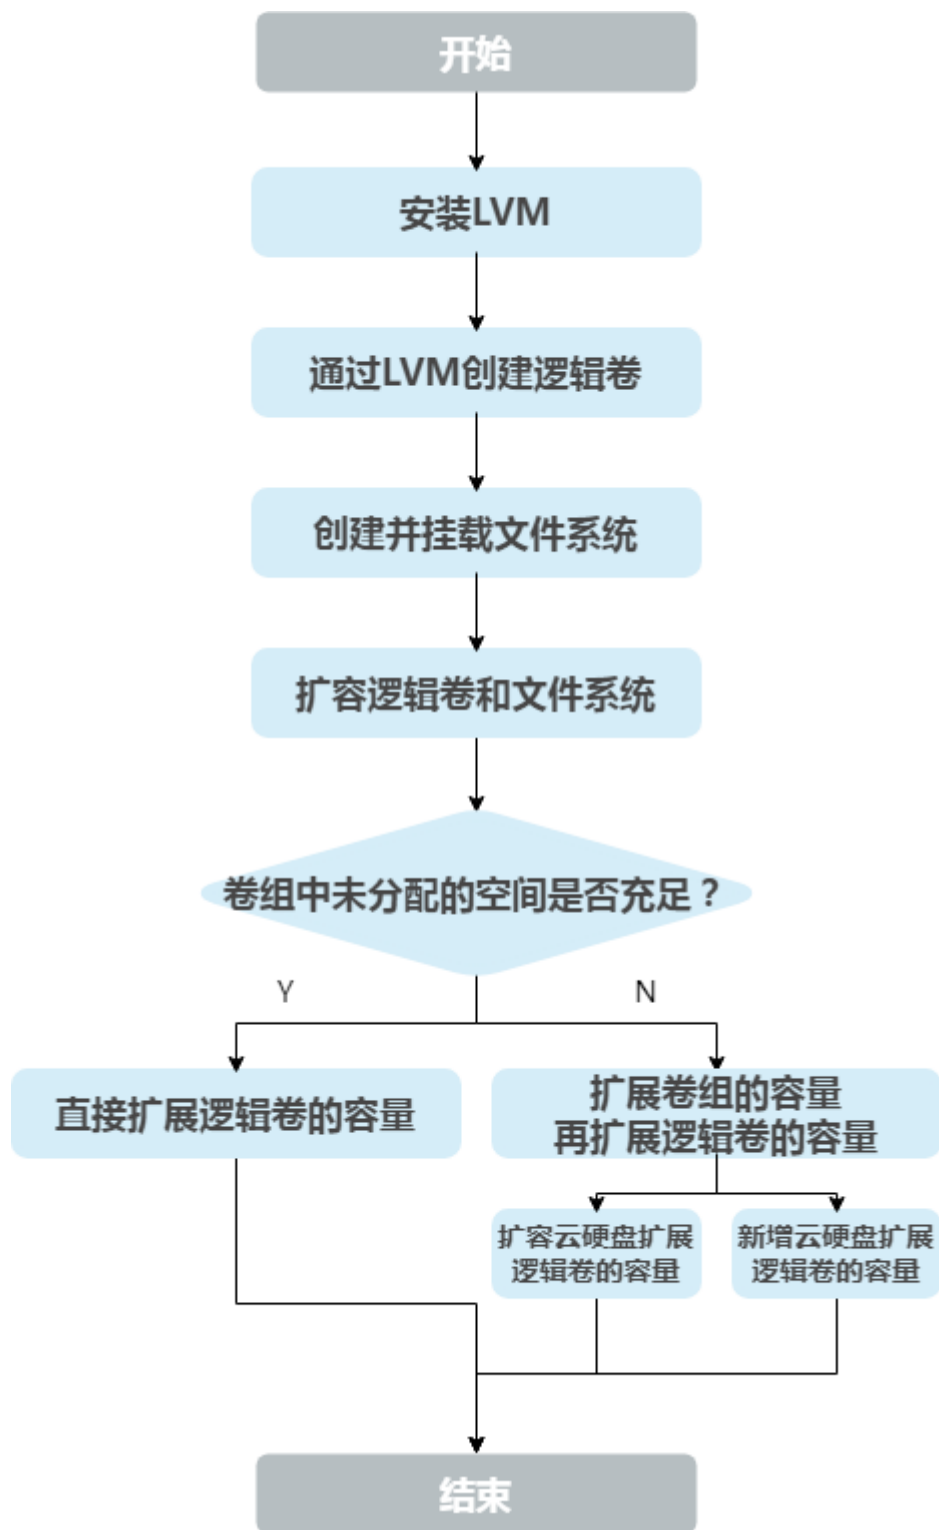 开始
安装LVM
通过LVM创建逻辑卷
创建并挂载文件系统
扩容逻辑卷和文件系统
卷组中未分配的空间是否充足？
Y
N
直接扩展逻辑卷的容量
扩展卷组的容量
再扩展逻辑卷的容量
扩容云硬盘扩展
逻辑卷的容量
新增云硬盘扩展
逻辑卷的容量
结束